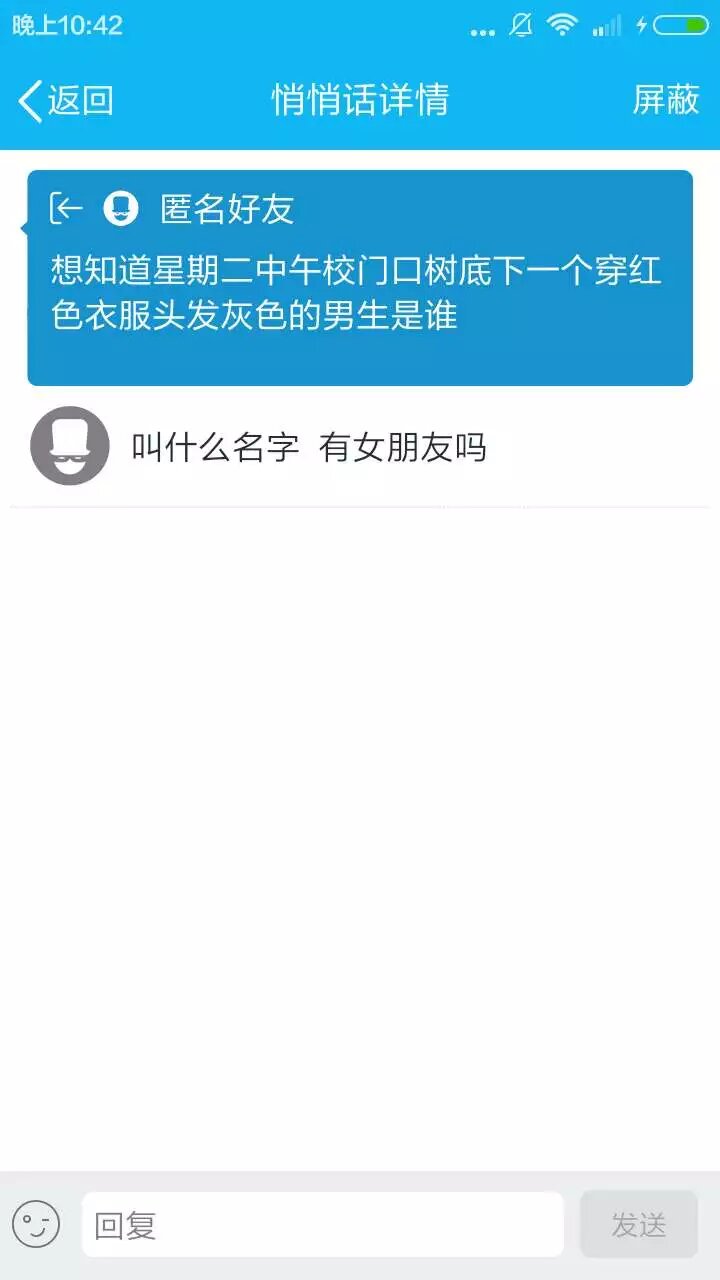 晚上10:42
返回 悄悄话详情 屏蔽
匿名好友
想知道星期二中午校门口树底下一个穿红
色衣服头发灰色的男生是谁
叫什么名字 有女朋友吗
回复 发送